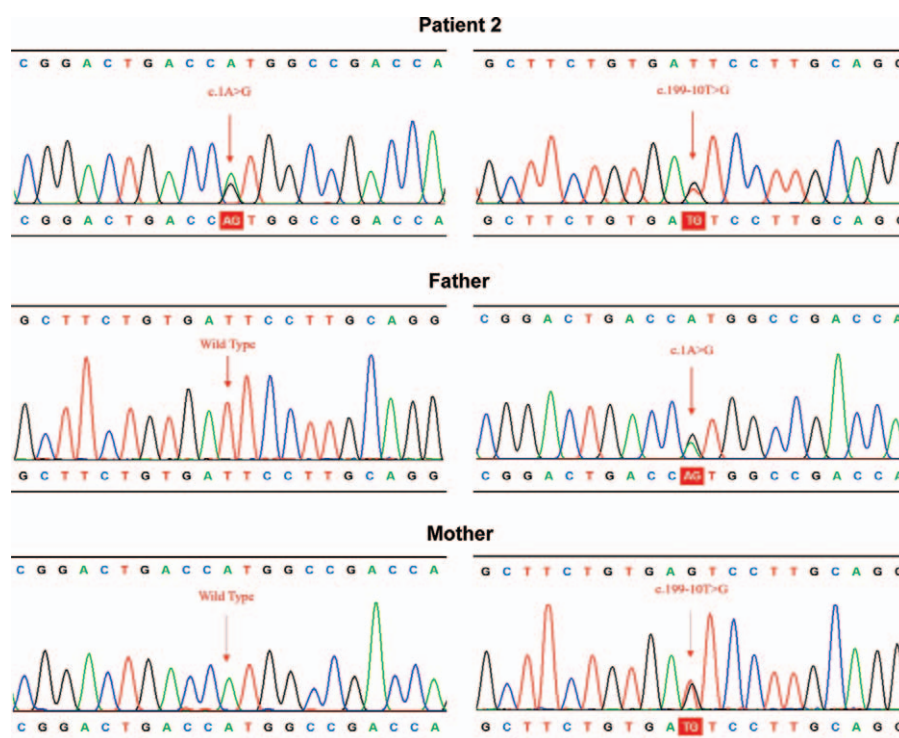 Patient 2
C G G A C T G A C C A T G G C C G A C C A
c.1A>G
C G G A C T G A C C AG T G G C C G A C C A
G C T T C T G T G A T T C C T T G C A G G
c.199-10T>G
G C T T C T G T G A TG T C C T T G C A G G
Father
G C T T C T G T G A T T C C T T G C A G G
Wild Type
G C T T C T G T G A T T C C T T G C A G G
C G G A C T G A C C A T G G C C G A C C A
c.1A>G
C G G A C T G A C C AG T G G C C G A C C A
Mother
C G G A C T G A C C A T G G C C G A C C A
Wild Type
C G G A C T G A C C A T G G C C G A C C A
G C T T C T G T G A G T C C T T G C A G G
c.199-10T>G
G C T T C T G T G A TG T C C T T G C A G G